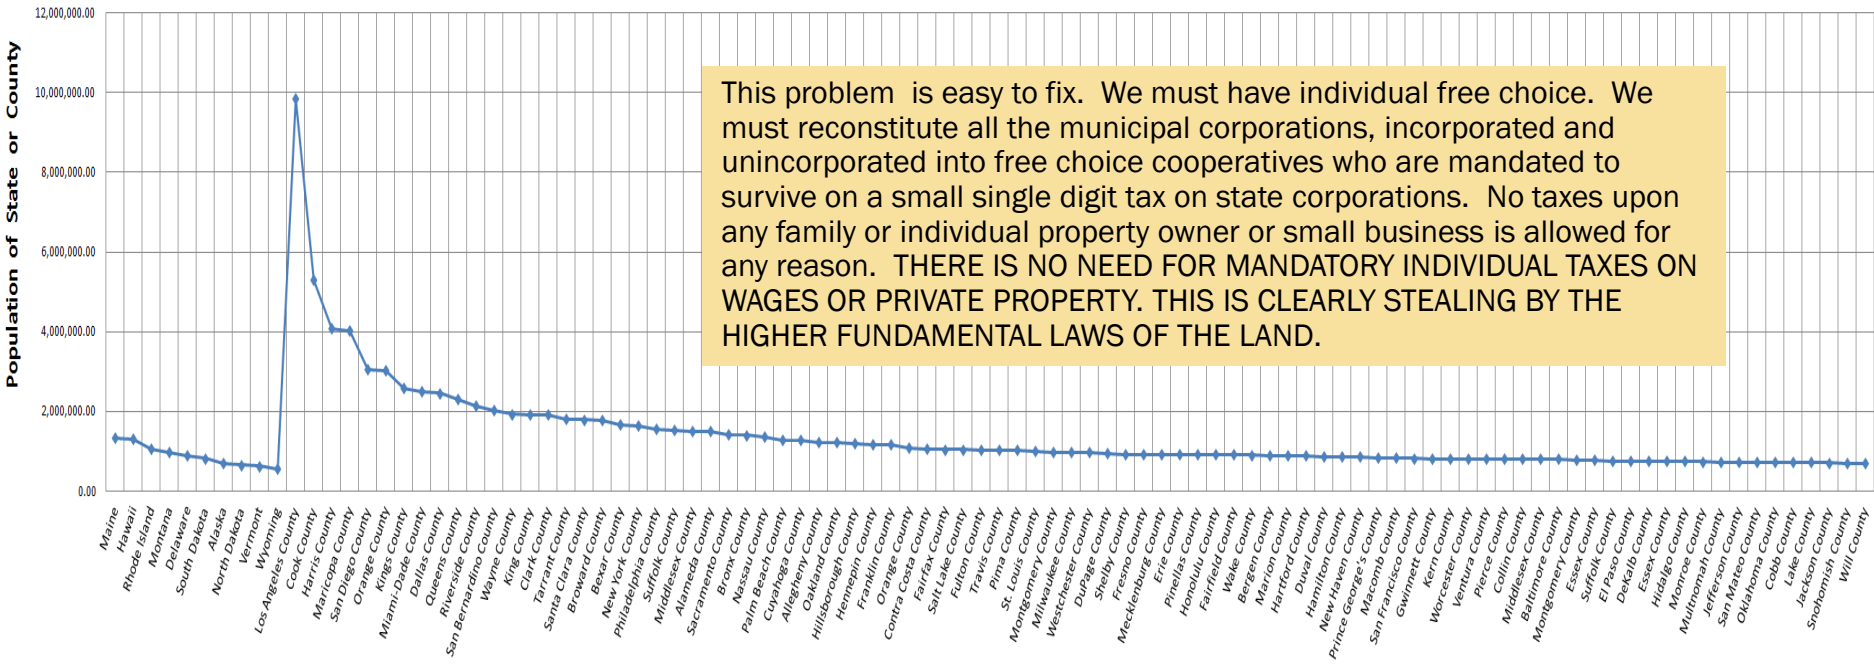 12,000,000.00
10,000,000.00
8,000,000.00
6,000,000.00
4,000,000.00
2,000,000.00
0.00
Population of State or County
This problem is easy to fix. We must have individual free choice. We
must reconstitute all the municipal corporations, incorporated and
unincorporated into free choice cooperatives who are mandated to
survive on a small single digit tax on state corporations. No taxes upon
any family or individual property owner or small business is allowed for
any reason. THERE IS NO NEED FOR MANDATORY INDIVIDUAL TAXES ON
WAGES OR PRIVATE PROPERTY. THIS IS CLEARLY STEALING BY THE
HIGHER FUNDAMENTAL LAWS OF THE LAND.
Maine
Hawaii
Rhode Island
Montana
Delaware
South Dakota
Alaska
North Dakota
Vermont
Wyoming
Los Angeles County
Cook County
Harris County
Maricopa County
San Diego County
Orange County
Kings County
Miami-Dade County
Dallas County
Queens County
Riverside County
San Bernardino County
Wayne County
King County
Clark County
Tarrant County
Santa Clara County
Broward County
Bexar County
New York County
Philadelphia County
Suffolk County
Middlesex County
Alameda County
Sacramento County
Bronx County
Nassau County
Palm Beach County
Cuyahoga County
Allegheny County
Oakland County
Hillsborough County
Hennepin County
Franklin County
Orange County
Contra Costa County
Fairfax County
Salt Lake County
Fulton County
Travis County
Pima County
St. Louis County
Montgomery County
Milwaukee County
Westchester County
DuPage County
Shelby County
Fresno County
Mecklenburg County
Erie County
Pinellas County
Honolulu County
Fairfield County
Wake County
Bergen County
Marion County
Hartford County
Duval County
Hamilton County
New Haven County
Prince George's County
Macomb County
San Francisco County
Gwinnett County
Kern County
Worcester County
Ventura County
Pierce County
Collin County
Middlesex County
Baltimore County
Montgomery County
Essex County
Suffolk County
El Paso County
DeKalb County
Essex County
Hidalgo County
Monroe County
Multnomah County
Jefferson County
San Mateo County
Oklahoma County
Cobb County
Lake County
Jackson County
Snohomish County
Will County